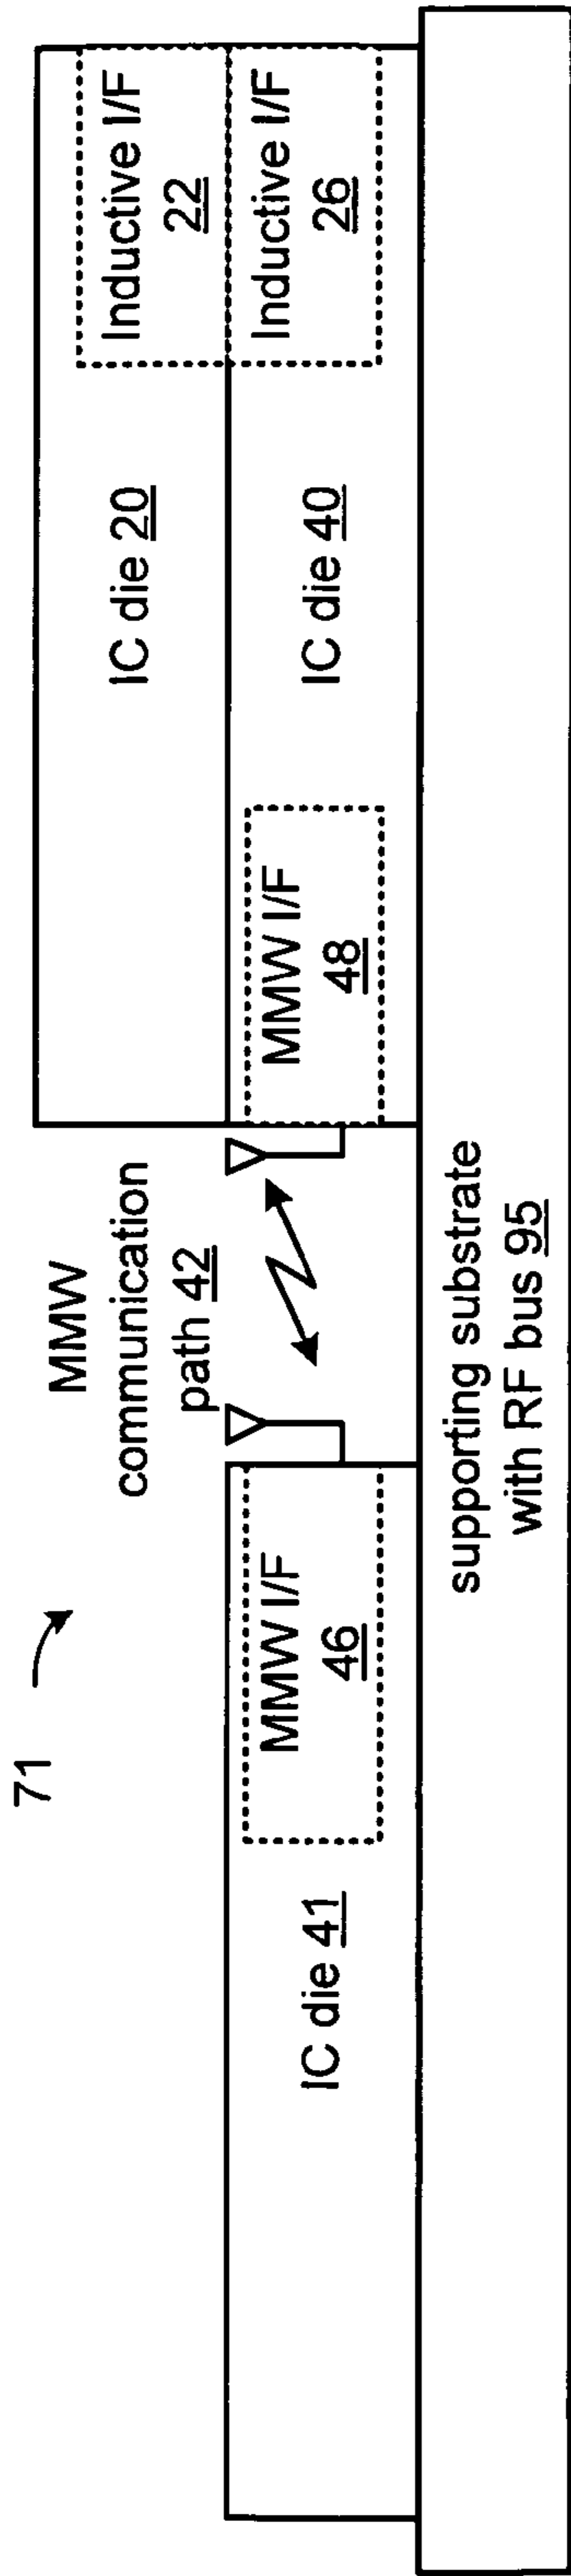 71
MMW
communication
path 42
IC die 20
Inductive I/F
22
IC die 41
MMW I/F
46
MMW I/F
48
IC die 40
Inductive I/F
26
supporting substrate
with RF bus 95